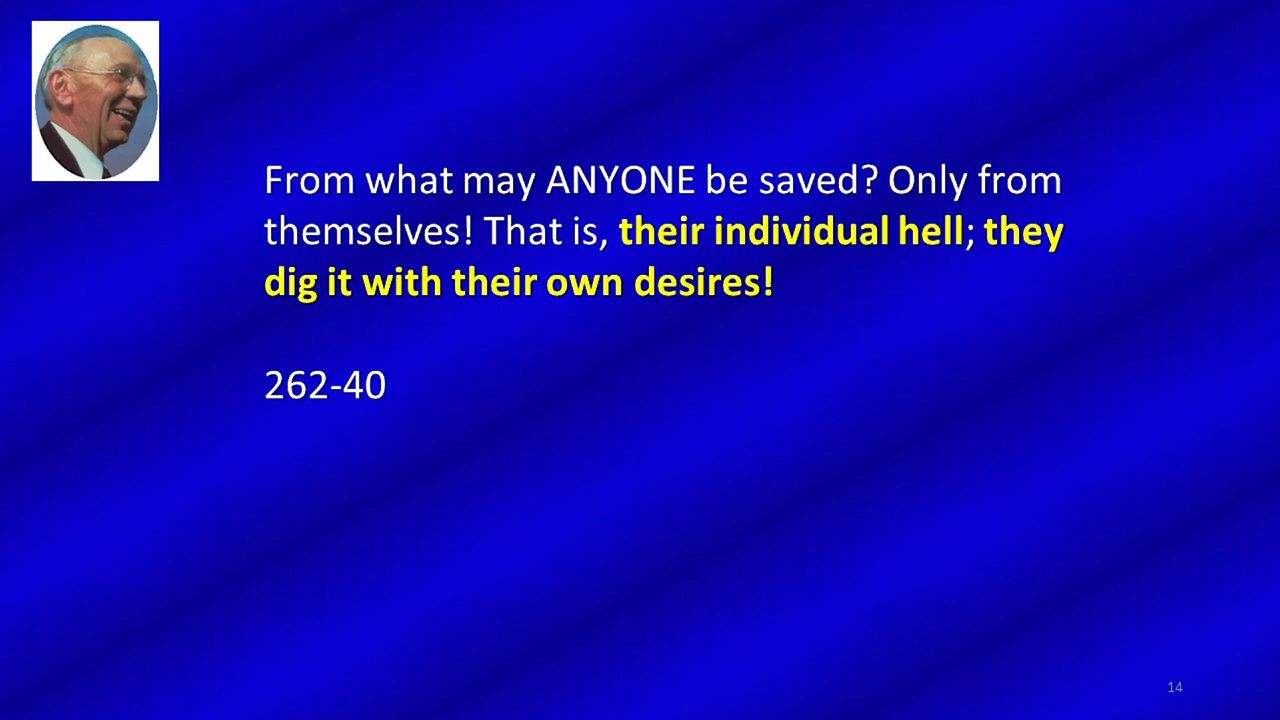 From what may ANYONE be saved? Only from
themselves! That is, their individual hell; they
dig it with their own desires!
262-40
14